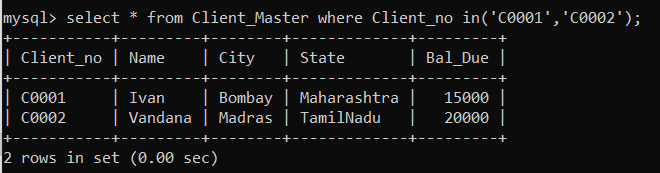 mysql> select * from Client_Master where Client_no in('C0001','C0002');
+-----------+---------+--------+-------------+---------+
| Client_no | Name    | City   | State       | Bal_Due |
+-----------+---------+--------+-------------+---------+
| C0001     | Ivan    | Bombay | Maharashtra |   15000 |
| C0002     | Vandana | Madras | TamilNadu   |   20000 |
+-----------+---------+--------+-------------+---------+
2 rows in set (0.00 sec)